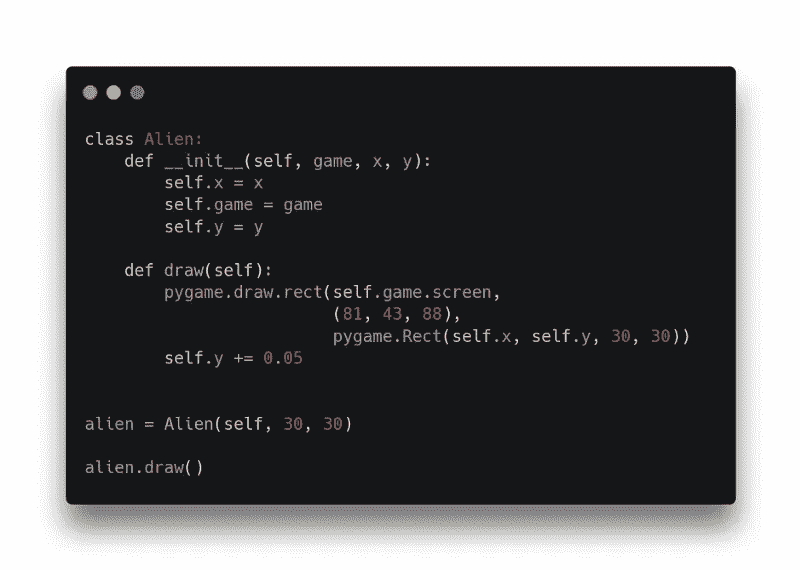 class Alien:
    def __init__(self, game, x, y):
        self.x = x
        self.game = game
        self.y = y
    def draw(self):
        pygame.draw.rect(self.game.screen,
                         (81, 43, 88),
                         pygame.Rect(self.x, self.y, 30, 30))
        self.y += 0.05
alien = Alien(self, 30, 30)
alien.draw()